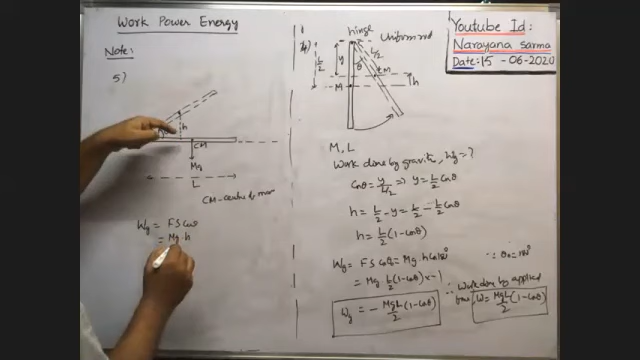 Work Power Energy
Note:
5)
h
CM
Mg
L
CM-centre of mass
Wg = FS Cosθ
= Mg h
hinge
Uniform rod
L/2
y
θ
L/2
CM
M
h
M, L
Work done by gravity, Wg = ?
Cosθ = y/(L/2) ⇒ y = L/2 Cosθ
h = L/2 - y = L/2 - L/2 Cosθ
h = L/2 (1-Cosθ)
Wg = FS Cosθ = Mg h Cos180°
= Mg L/2 (1-Cosθ) × -1
Wg = - MgL/2 (1-Cosθ)
∴ Work done by applied
W = MgL/2 (1-Cosθ)
Youtube Id:
Narayana Sarma
Date: 15-06-2020